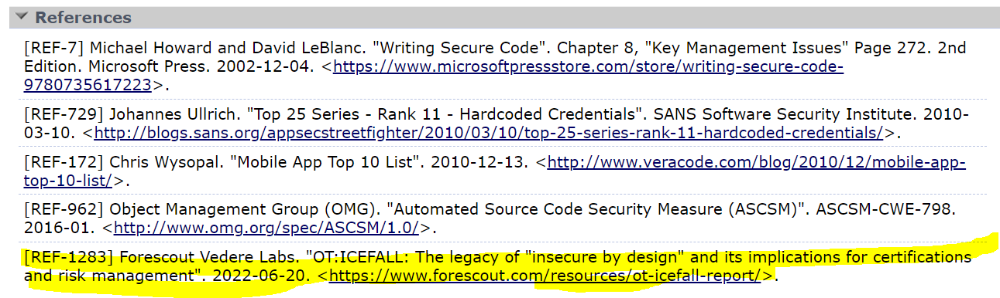 References
[REF-7] Michael Howard and David LeBlanc. "Writing Secure Code". Chapter 8, "Key Management Issues" Page 272. 2nd
Edition. Microsoft Press. 2002-12-04. <https://www.microsoftpressstore.com/store/writing-secure-code-
9780735617223>.
[REF-729] Johannes Ullrich. "Top 25 Series - Rank 11 - Hardcoded Credentials". SANS Software Security Institute. 2010-
03-10. <http://blogs.sans.org/appsecstreetfighter/2010/03/10/top-25-series-rank-11-hardcoded-credentials/>.
[REF-172] Chris Wysopal. "Mobile App Top 10 List". 2010-12-13. <http://www.veracode.com/blog/2010/12/mobile-app-
top-10-list/>.
[REF-962] Object Management Group (OMG). "Automated Source Code Security Measure (ASCSM)". ASCSM-CWE-798.
2016-01. <http://www.omg.org/spec/ASCSM/1.0/>.
[REF-1283] Forescout Vedere Labs. "OT:ICEFALL: The legacy of "insecure by design" and its implications for certifications
and risk management". 2022-06-20. <https://www.forescout.com/resources/ot-icefall-report/>.